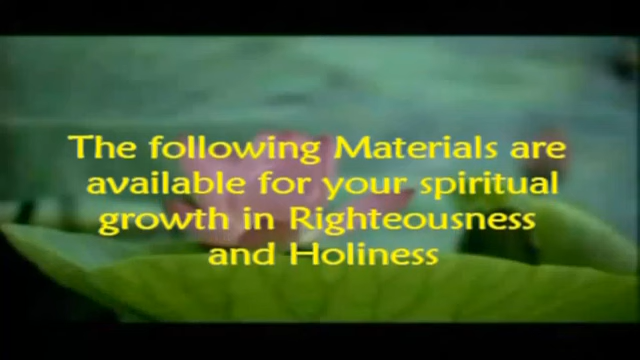 The following Materials are
available for your spiritual
growth in Righteousness
and Holiness